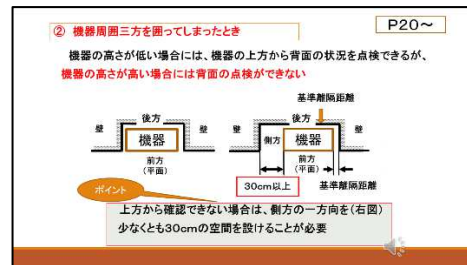 ② 機器周囲三方を囲ってしまったとき
P20～
機器の高さが低い場合には、機器の上方から背面の状況を点検できるが、
機器の高さが高い場合には背面の点検ができない
基準離隔距離
壁 後方 壁 壁 後方 壁
機器 側方 機器
前方 前方
(平面) (平面)
30cm以上 基準離隔距離
ポイント
上方から確認できない場合は、側方の一方向を(右図)
少なくとも30cmの空間を設けることが必要